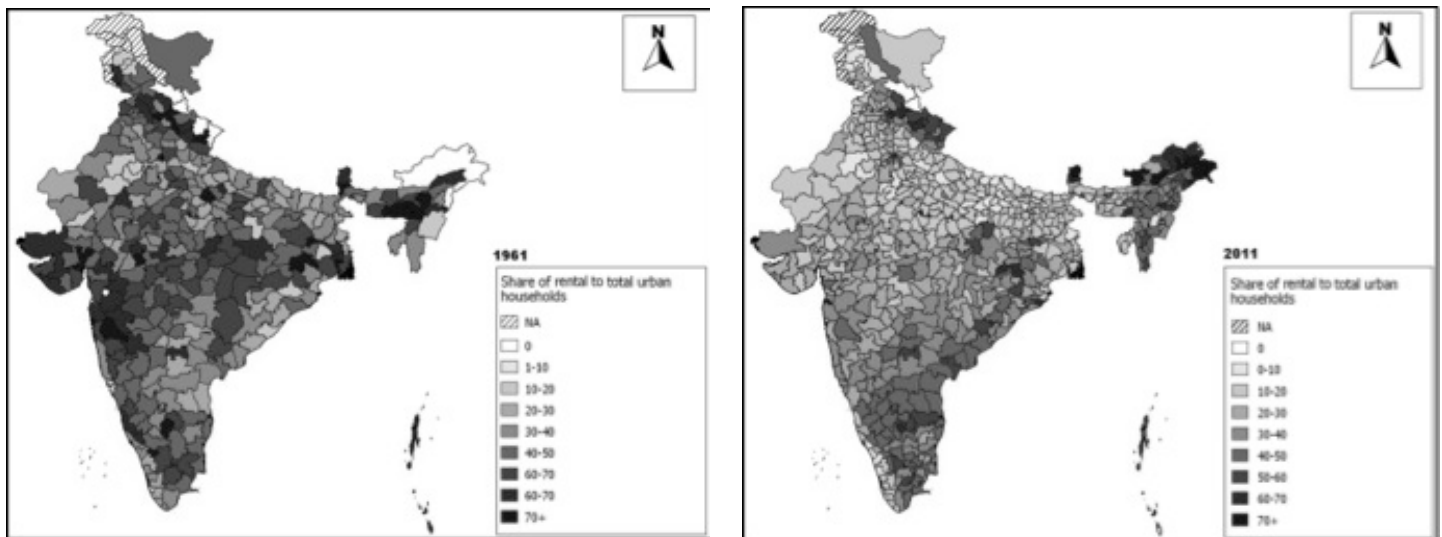 N
1961
Share of rental to total urban
households
NA
0
1-10
10-20
20-30
30-40
40-50
60-70
60-70
70+
N
2011
Share of rental to total urban
households
NA
0
0-10
10-20
20-30
30-40
40-50
50-60
60-70
70+